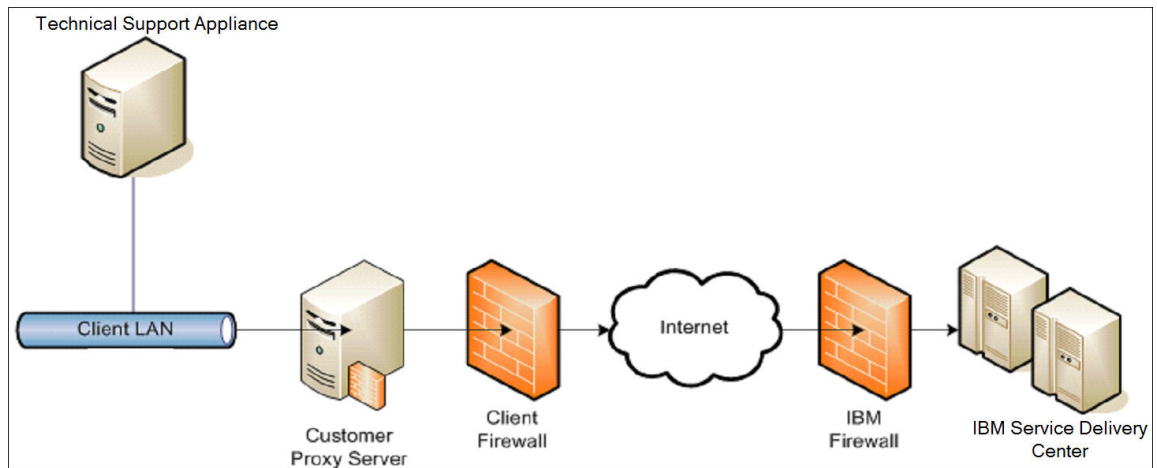 Technical Support Appliance
Client LAN
Customer
Proxy Server
Client
Firewall
Internet
IBM
Firewall
IBM Service Delivery
Center